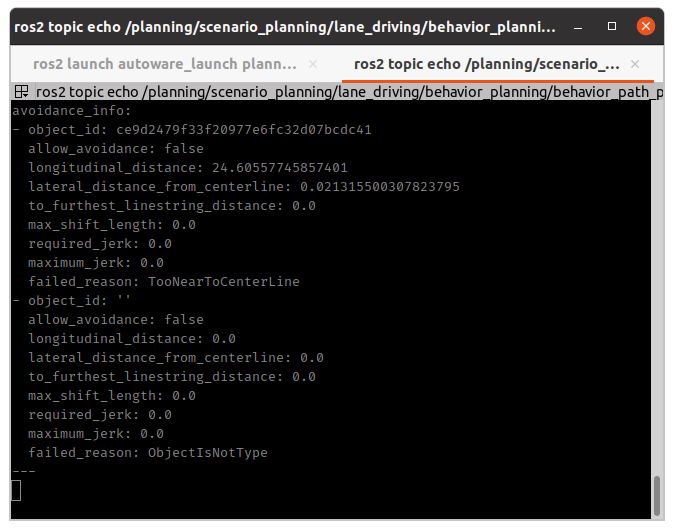 ros2 topic echo /planning/scenario_planning/lane_driving/behavior_planni...
ros2 launch autoware_launch plann...
ros2 topic echo /planning/scenario_...
ros2 topic echo /planning/scenario_planning/lane_driving/behavior_planning/behavior_path_p
avoidance_info:
- object_id: ce9d2479f33f20977e6fc32d07bcdc41
  allow_avoidance: false
  longitudinal_distance: 24.60557745857401
  lateral_distance_from_centerline: 0.021315500307823795
  to_furthest_linestring_distance: 0.0
  max_shift_length: 0.0
  required_jerk: 0.0
  maximum_jerk: 0.0
  failed_reason: TooNearToCenterLine
- object_id: ''
  allow_avoidance: false
  longitudinal_distance: 0.0
  lateral_distance_from_centerline: 0.0
  to_furthest_linestring_distance: 0.0
  max_shift_length: 0.0
  required_jerk: 0.0
  maximum_jerk: 0.0
  failed_reason: ObjectIsNotType
---